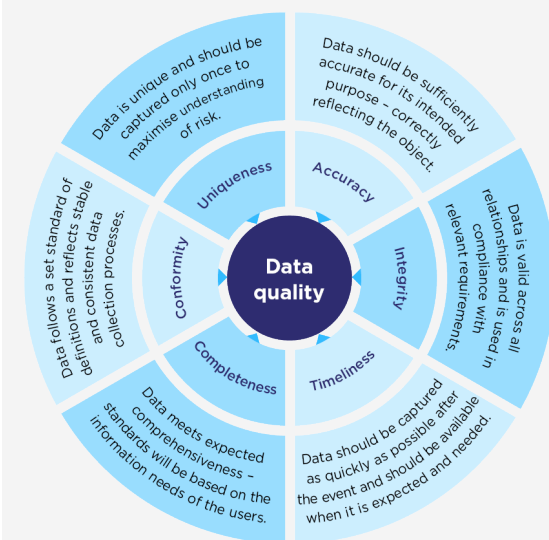 Data
quality
Accuracy
Data should be sufficiently
accurate for its intended
purpose – correctly
reflecting the object.
Integrity
Data is valid across all
relationships and is used in
compliance with
relevant requirements.
Timeliness
Data should be captured
as quickly as possible after
the event and should be available
when it is expected and needed.
Completeness
Data meets expected
comprehensiveness –
standards will be based on the
information needs of the users.
Conformity
Data follows a set standard of
definitions and reflects stable
and consistent data
collection processes.
Uniqueness
Data is unique and should be
captured only once to
maximise understanding
of risk.